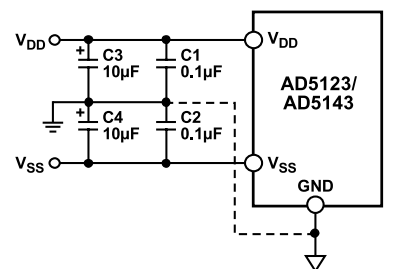 VDD
+ C3
10µF
C1
0.1µF
VDD
AD5123/
AD5143
+ C4
10µF
C2
0.1µF
VSS
VSS
GND